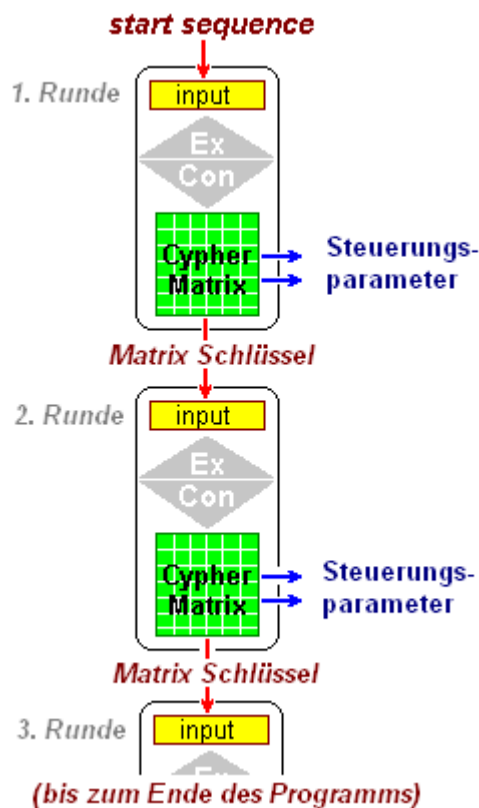 start sequence
1. Runde
input
Ex
Con
Cypher
Matrix
Steuerungs-
parameter
Matrix Schlüssel
2. Runde
input
Ex
Con
Cypher
Matrix
Steuerungs-
parameter
Matrix Schlüssel
3. Runde
input
Ex
(bis zum Ende des Programms)